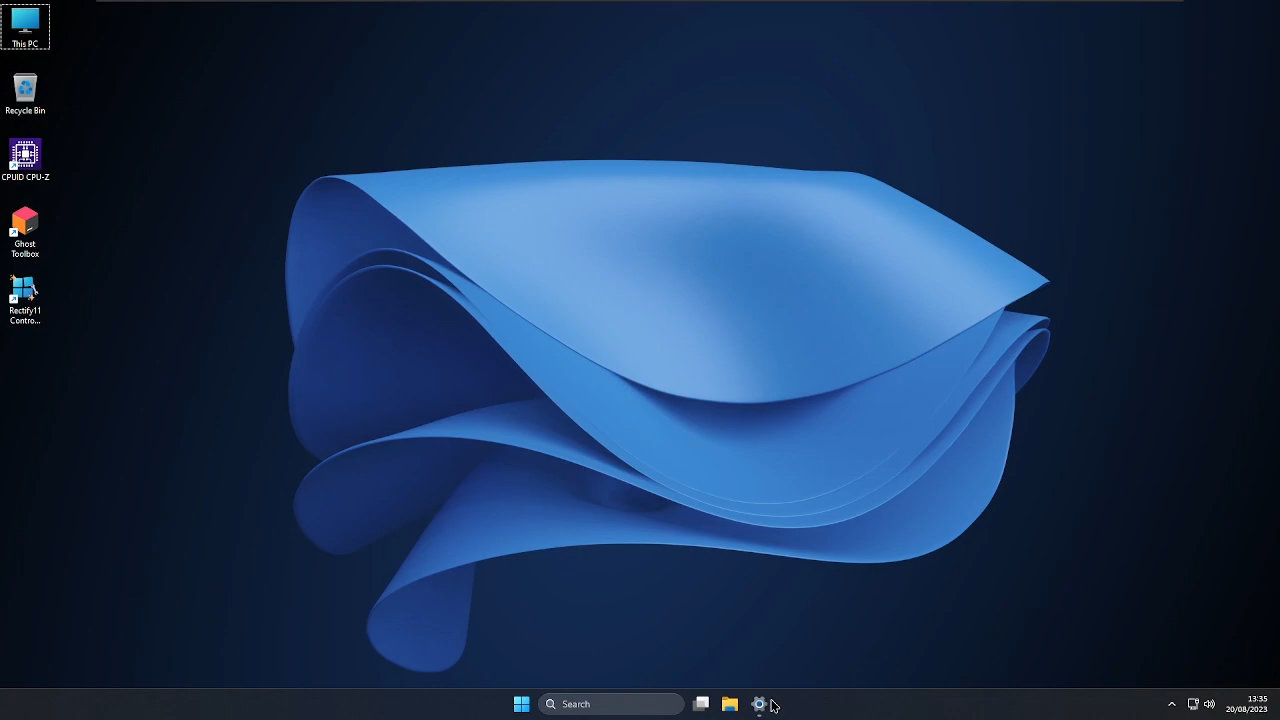 This PC
Recycle Bin
CPUID CPU-Z
Ghost
Toolbox
Rectify11
Contro...
Search
13:35
20/08/2023